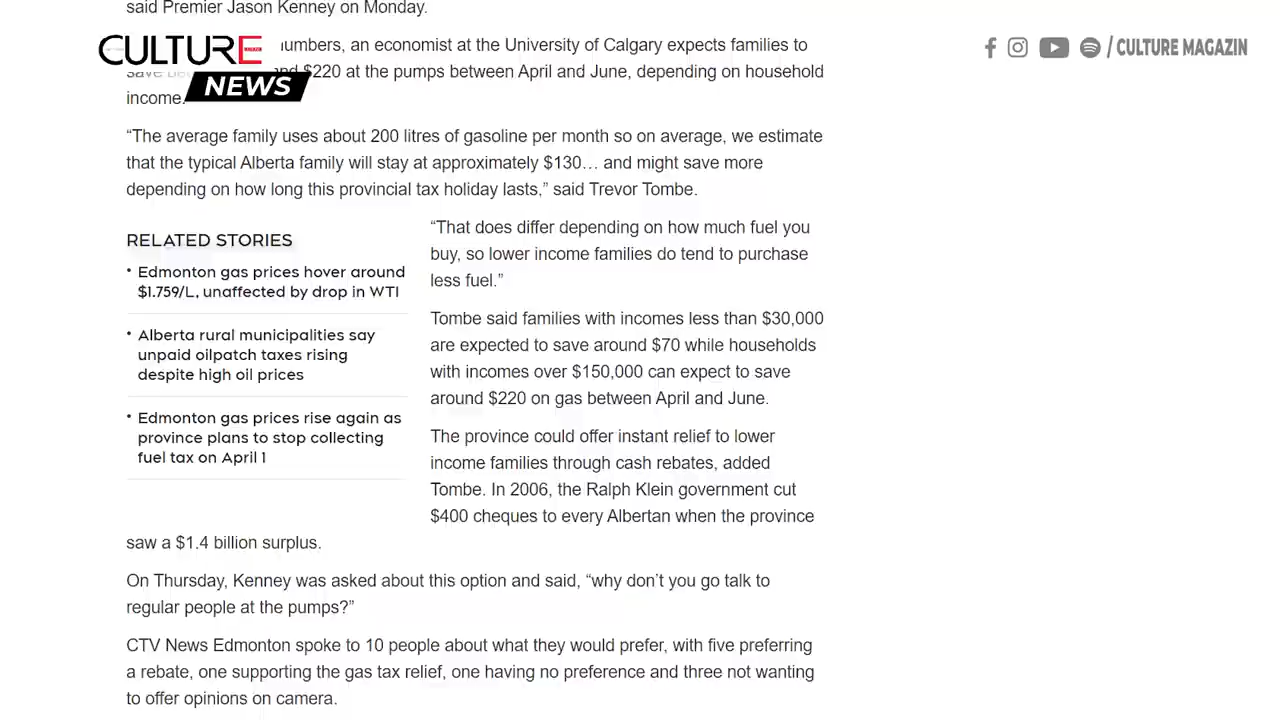 said Premier Jason Kenney on Monday.
CULTURE
NEWS
/ CULTURE MAGAZIN
numbers, an economist at the University of Calgary expects families to
$220 at the pumps between April and June, depending on household
income.
“The average family uses about 200 litres of gasoline per month so on average, we estimate
that the typical Alberta family will stay at approximately $130… and might save more
depending on how long this provincial tax holiday lasts,” said Trevor Tombe.
RELATED STORIES
• Edmonton gas prices hover around
$1.759/L, unaffected by drop in WTI
• Alberta rural municipalities say
unpaid oilpatch taxes rising
despite high oil prices
• Edmonton gas prices rise again as
province plans to stop collecting
fuel tax on April 1
“That does differ depending on how much fuel you
buy, so lower income families do tend to purchase
less fuel.”
Tombe said families with incomes less than $30,000
are expected to save around $70 while households
with incomes over $150,000 can expect to save
around $220 on gas between April and June.
The province could offer instant relief to lower
income families through cash rebates, added
Tombe. In 2006, the Ralph Klein government cut
$400 cheques to every Albertan when the province
saw a $1.4 billion surplus.
On Thursday, Kenney was asked about this option and said, “why don’t you go talk to
regular people at the pumps?”
CTV News Edmonton spoke to 10 people about what they would prefer, with five preferring
a rebate, one supporting the gas tax relief, one having no preference and three not wanting
to offer opinions on camera.